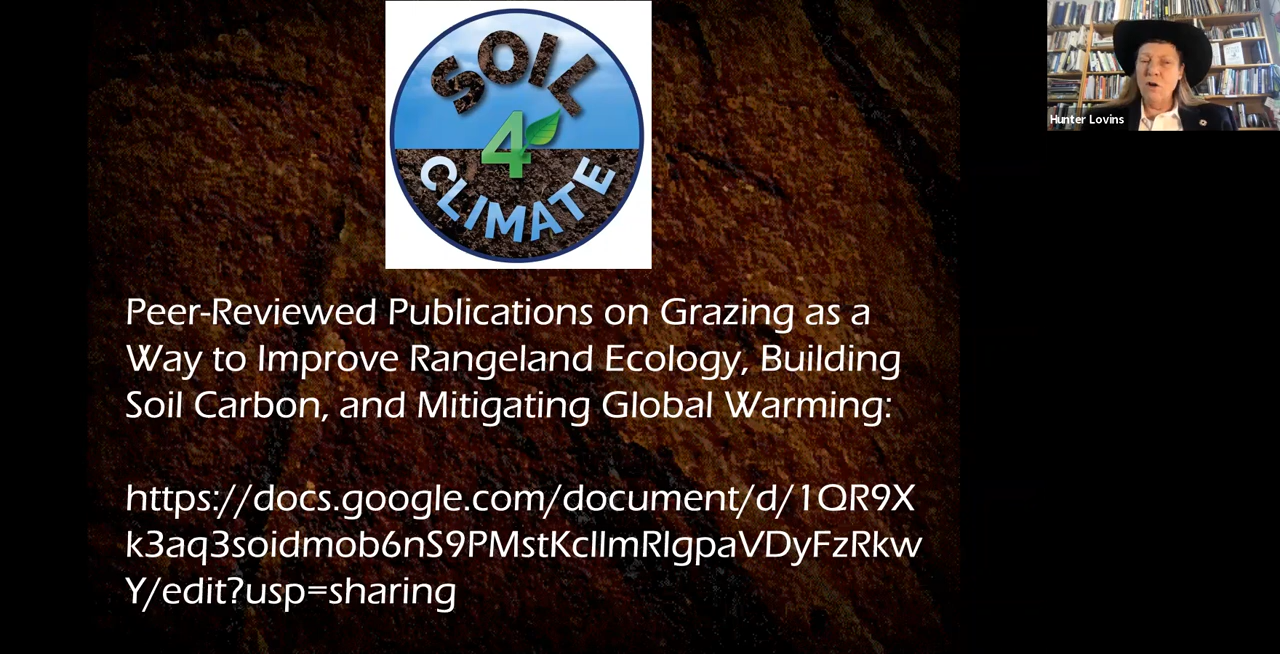 SOIL
4
CLIMATE
Hunter Lovins
Peer-Reviewed Publications on Grazing as a
Way to Improve Rangeland Ecology, Building
Soil Carbon, and Mitigating Global Warming:
https://docs.google.com/document/d/1QR9X
k3aq3soidmob6nS9PMstKclImRlgpaVDyFzRkw
Y/edit?usp=sharing